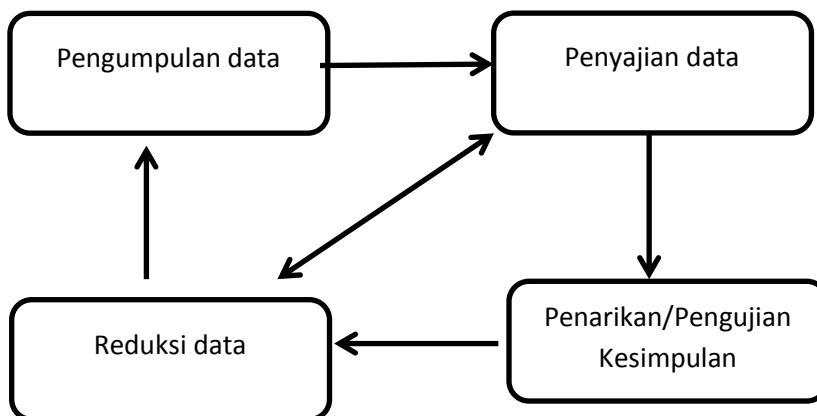 Pengumpulan data
Penyajian data
Reduksi data
Penarikan/Pengujian
Kesimpulan